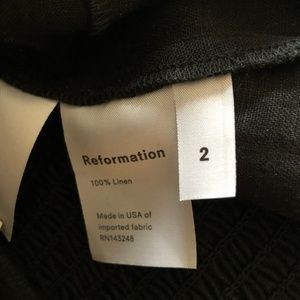 Reformation
2
100% Linen
Made in USA of
imported fabric
RN143248